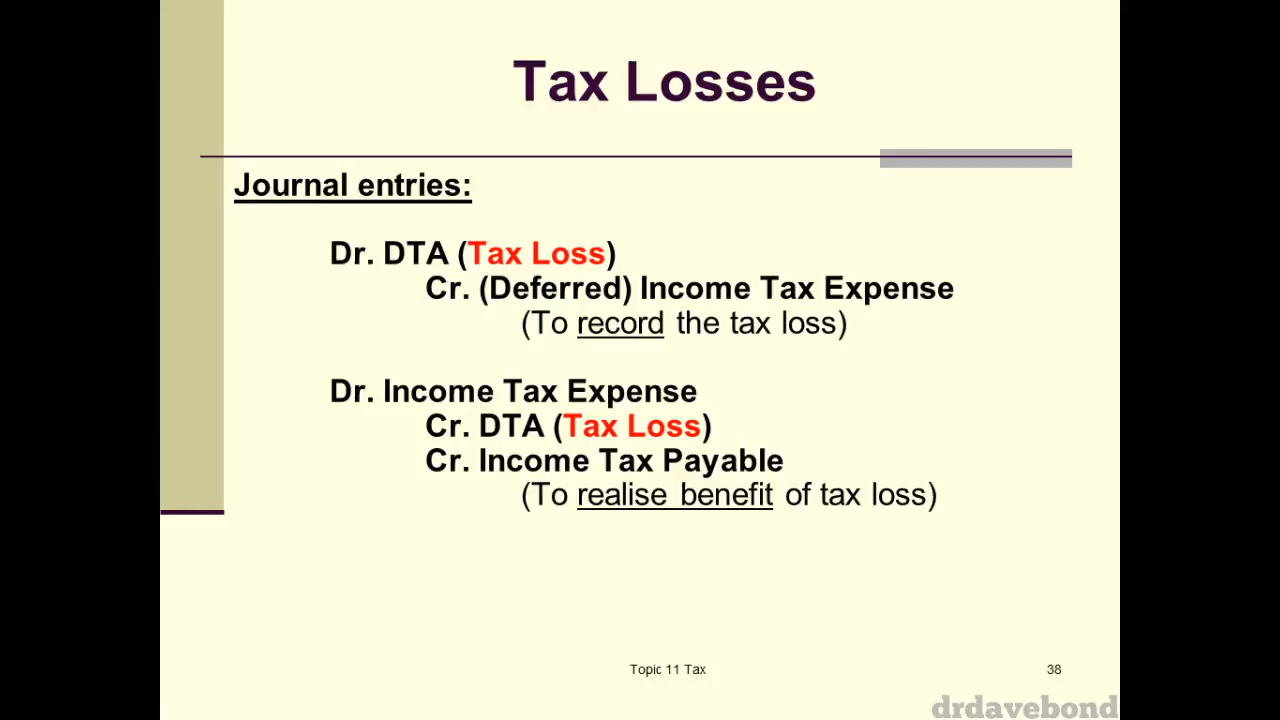 Tax Losses
Journal entries:
Dr. DTA (Tax Loss)
Cr. (Deferred) Income Tax Expense
(To record the tax loss)
Dr. Income Tax Expense
Cr. DTA (Tax Loss)
Cr. Income Tax Payable
(To realise benefit of tax loss)
Topic 11 Tax
38
drdavebond